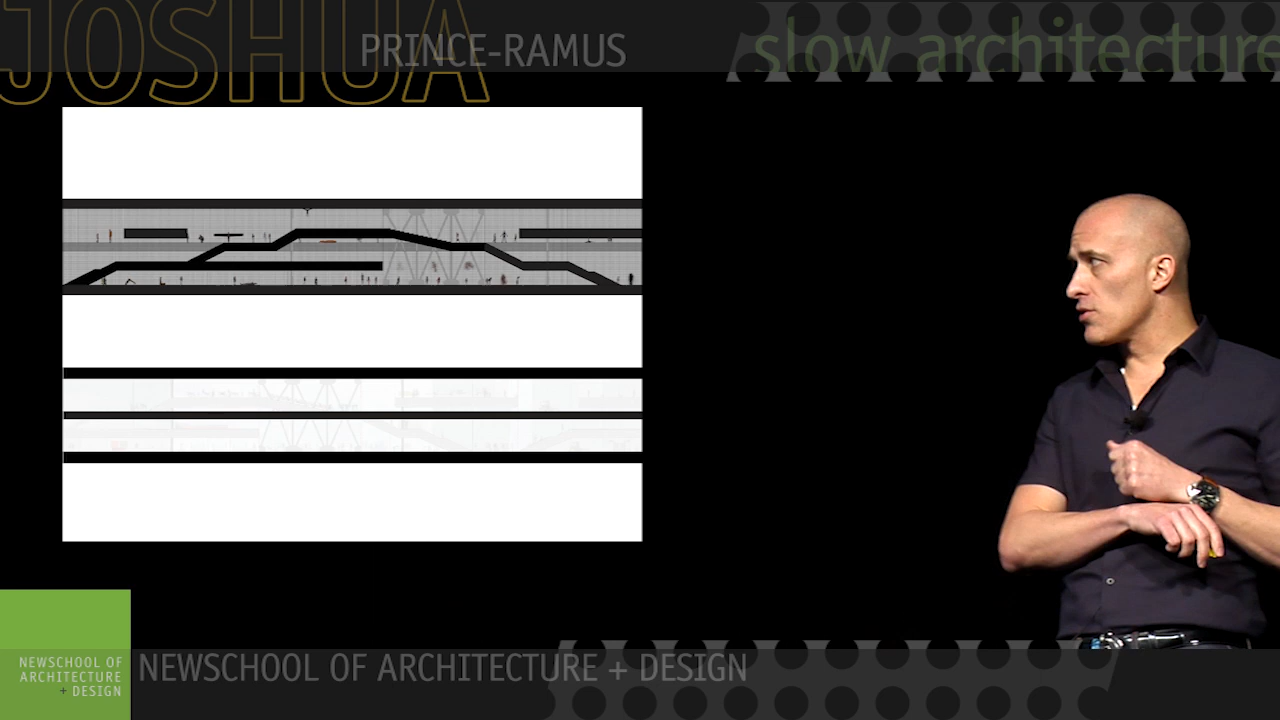 JOSHUA
PRINCE-RAMUS
slow architecture
NEWSCHOOL OF
ARCHITECTURE
+ DESIGN
NEWSCHOOL OF ARCHITECTURE + DESIGN